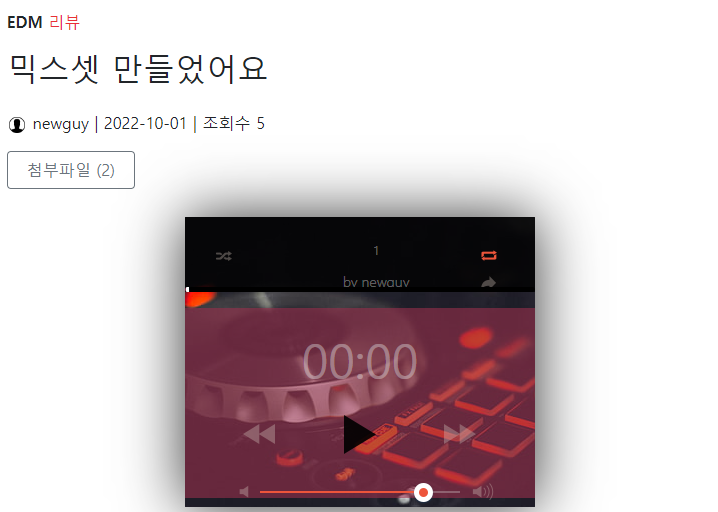 EDM 리뷰
믹스셋 만들었어요
newguy | 2022-10-01 | 조회수 5
첨부파일 (2)
1
by newguy
00:00